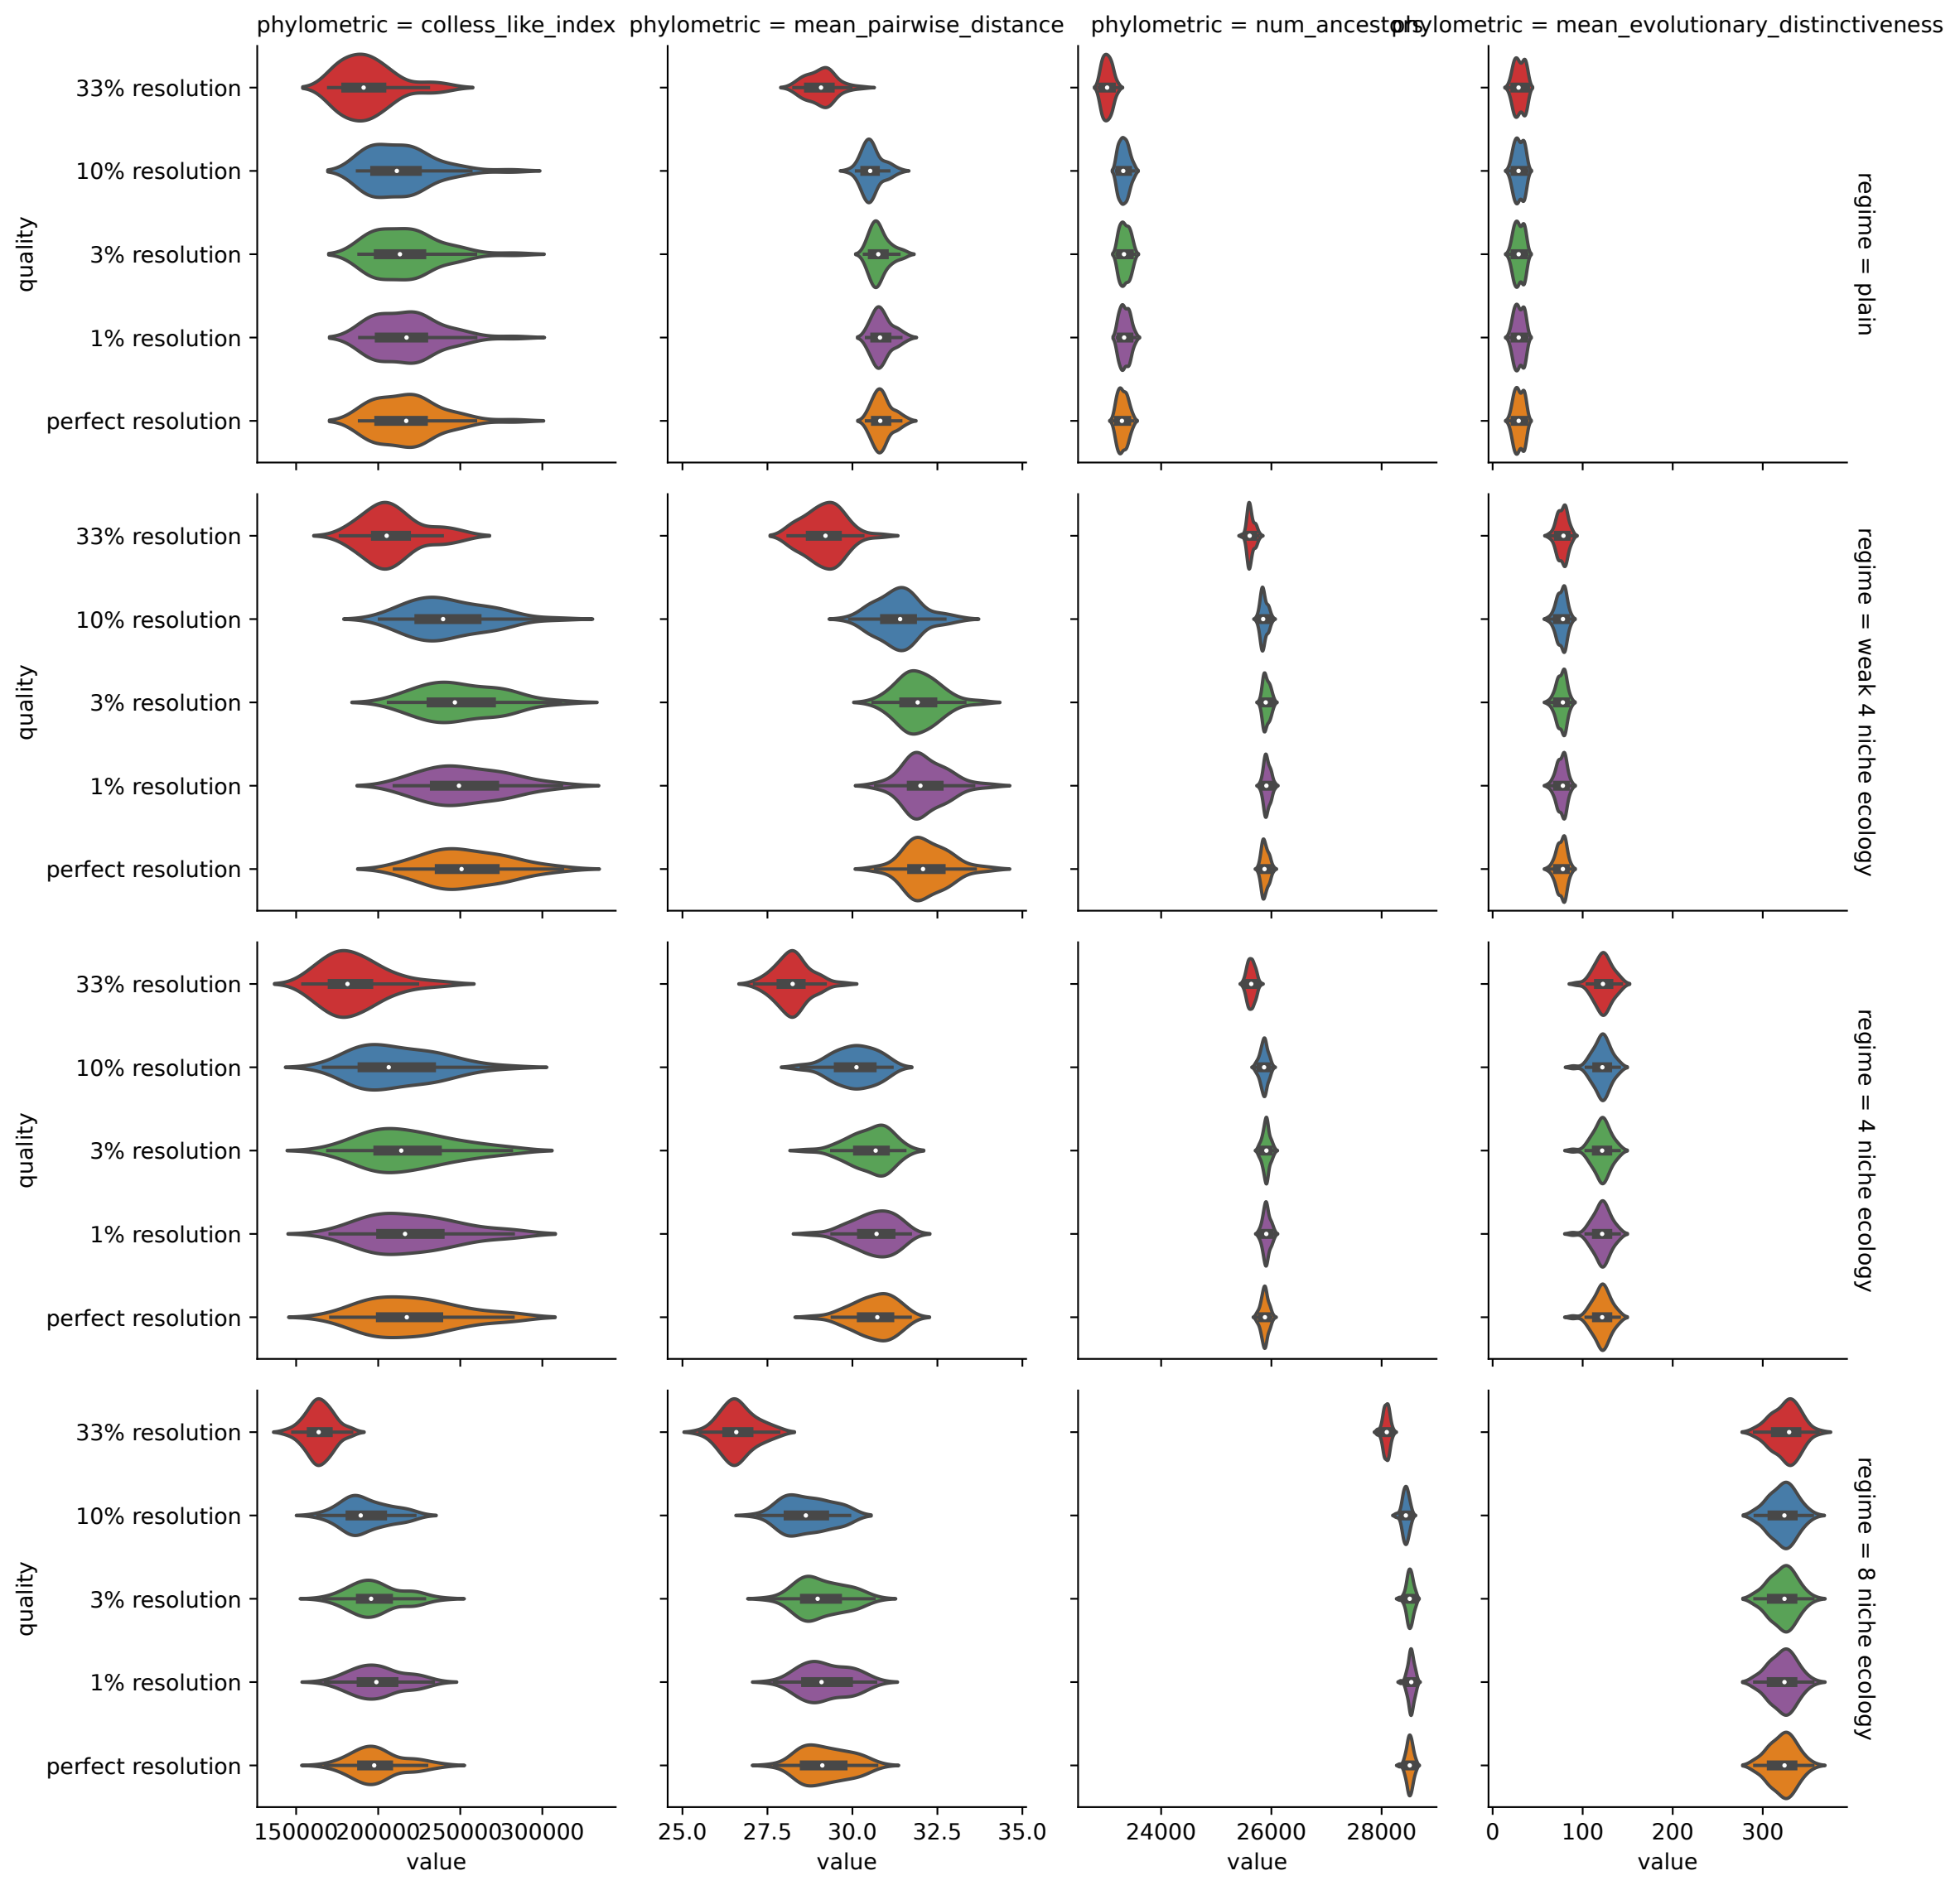 phylometric = colless_like_index
phylometric = mean_pairwise_distance
phylometric = num_ancestors
phylometric = mean_evolutionary_distinctiveness
quality
33% resolution
10% resolution
3% resolution
1% resolution
perfect resolution
regime = plain
quality
33% resolution
10% resolution
3% resolution
1% resolution
perfect resolution
regime = weak 4 niche ecology
quality
33% resolution
10% resolution
3% resolution
1% resolution
perfect resolution
regime = 4 niche ecology
quality
33% resolution
10% resolution
3% resolution
1% resolution
perfect resolution
regime = 8 niche ecology
150000 200000 250000 300000
value
25.0 27.5 30.0 32.5 35.0
value
24000 26000 28000
value
0 100 200 300
value